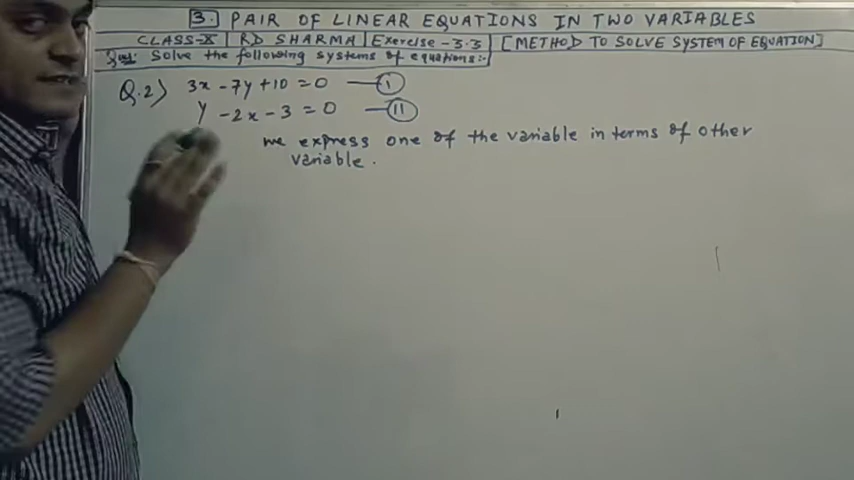 3. PAIR OF LINEAR EQUATIONS IN TWO VARIABLES
CLASS-X | RD SHARMA | Exercise-3.3 [METHOD TO SOLVE SYSTEM OF EQUATION]
Ques: Solve the following systems of equations:-
Q.2) 3x - 7y + 10 = 0 — I
y - 2x - 3 = 0 — II
we express one of the variable in terms of other
variable.